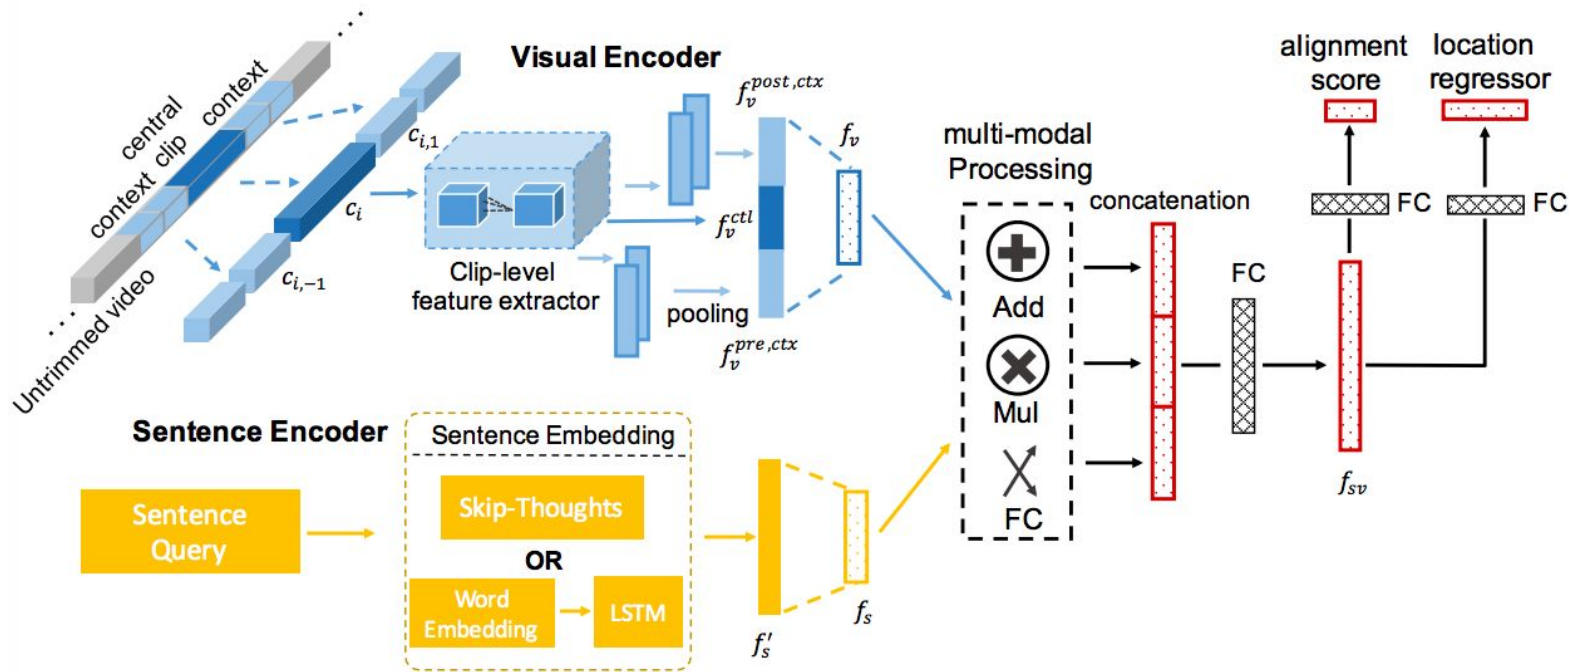 Visual Encoder
context
central
clip
context
Untrimmed video
c_{i,1}
c_i
c_{i,-1}
Clip-level
feature extractor
pooling
f_v^{post,ctx}
f_v^{ctl}
f_v^{pre,ctx}
f_v
Sentence Encoder
Sentence Embedding
Sentence
Query
Skip-Thoughts
OR
Word
Embedding
LSTM
f_s'
f_s
multi-modal
Processing
Add
Mul
FC
concatenation
FC
f_{sv}
FC
FC
alignment
score
location
regressor